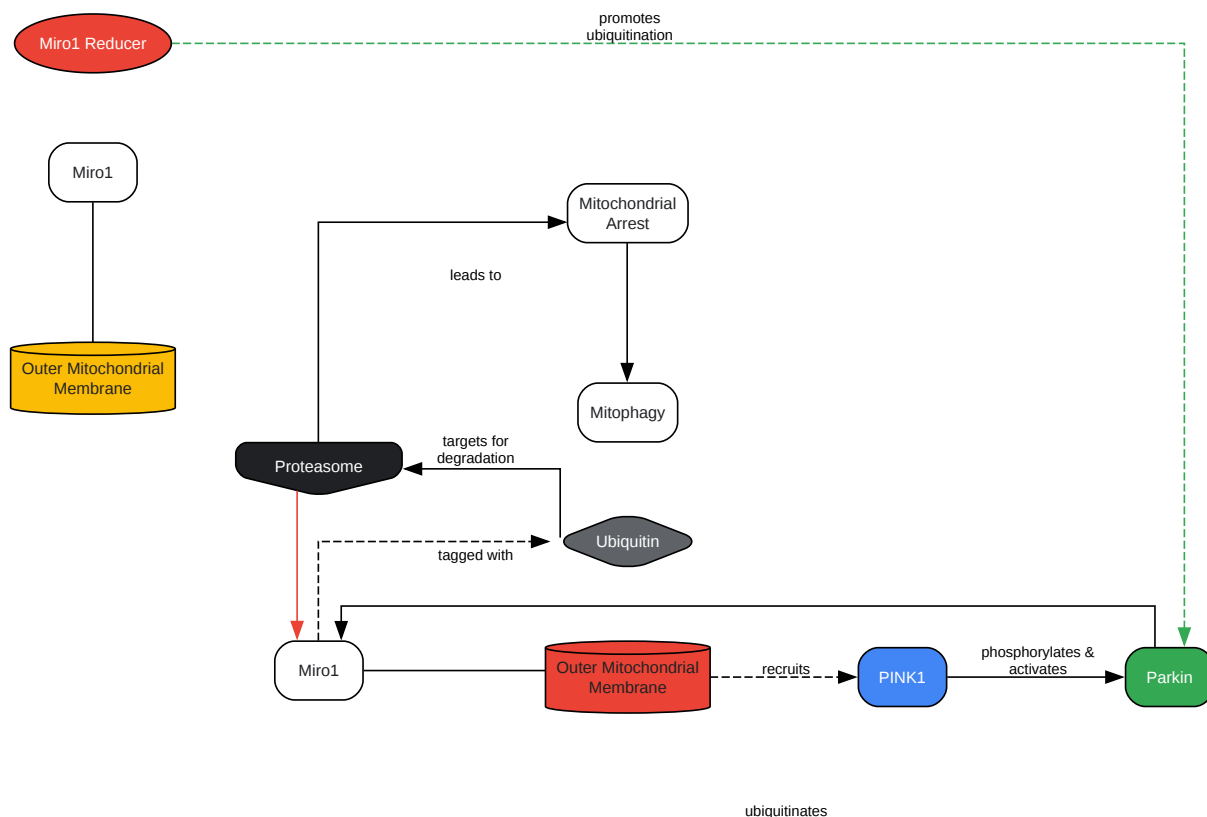 promotes
ubiquitination
Miro1 Reducer
Miro1
Mitochondrial
Arrest
leads to
Outer Mitochondrial
Membrane
Mitophagy
targets for
degradation
Proteasome
Ubiquitin
tagged with
Miro1
Outer Mitochondrial
Membrane
recruits
PINK1
phosphorylates &
activates
Parkin
ubiquitinates